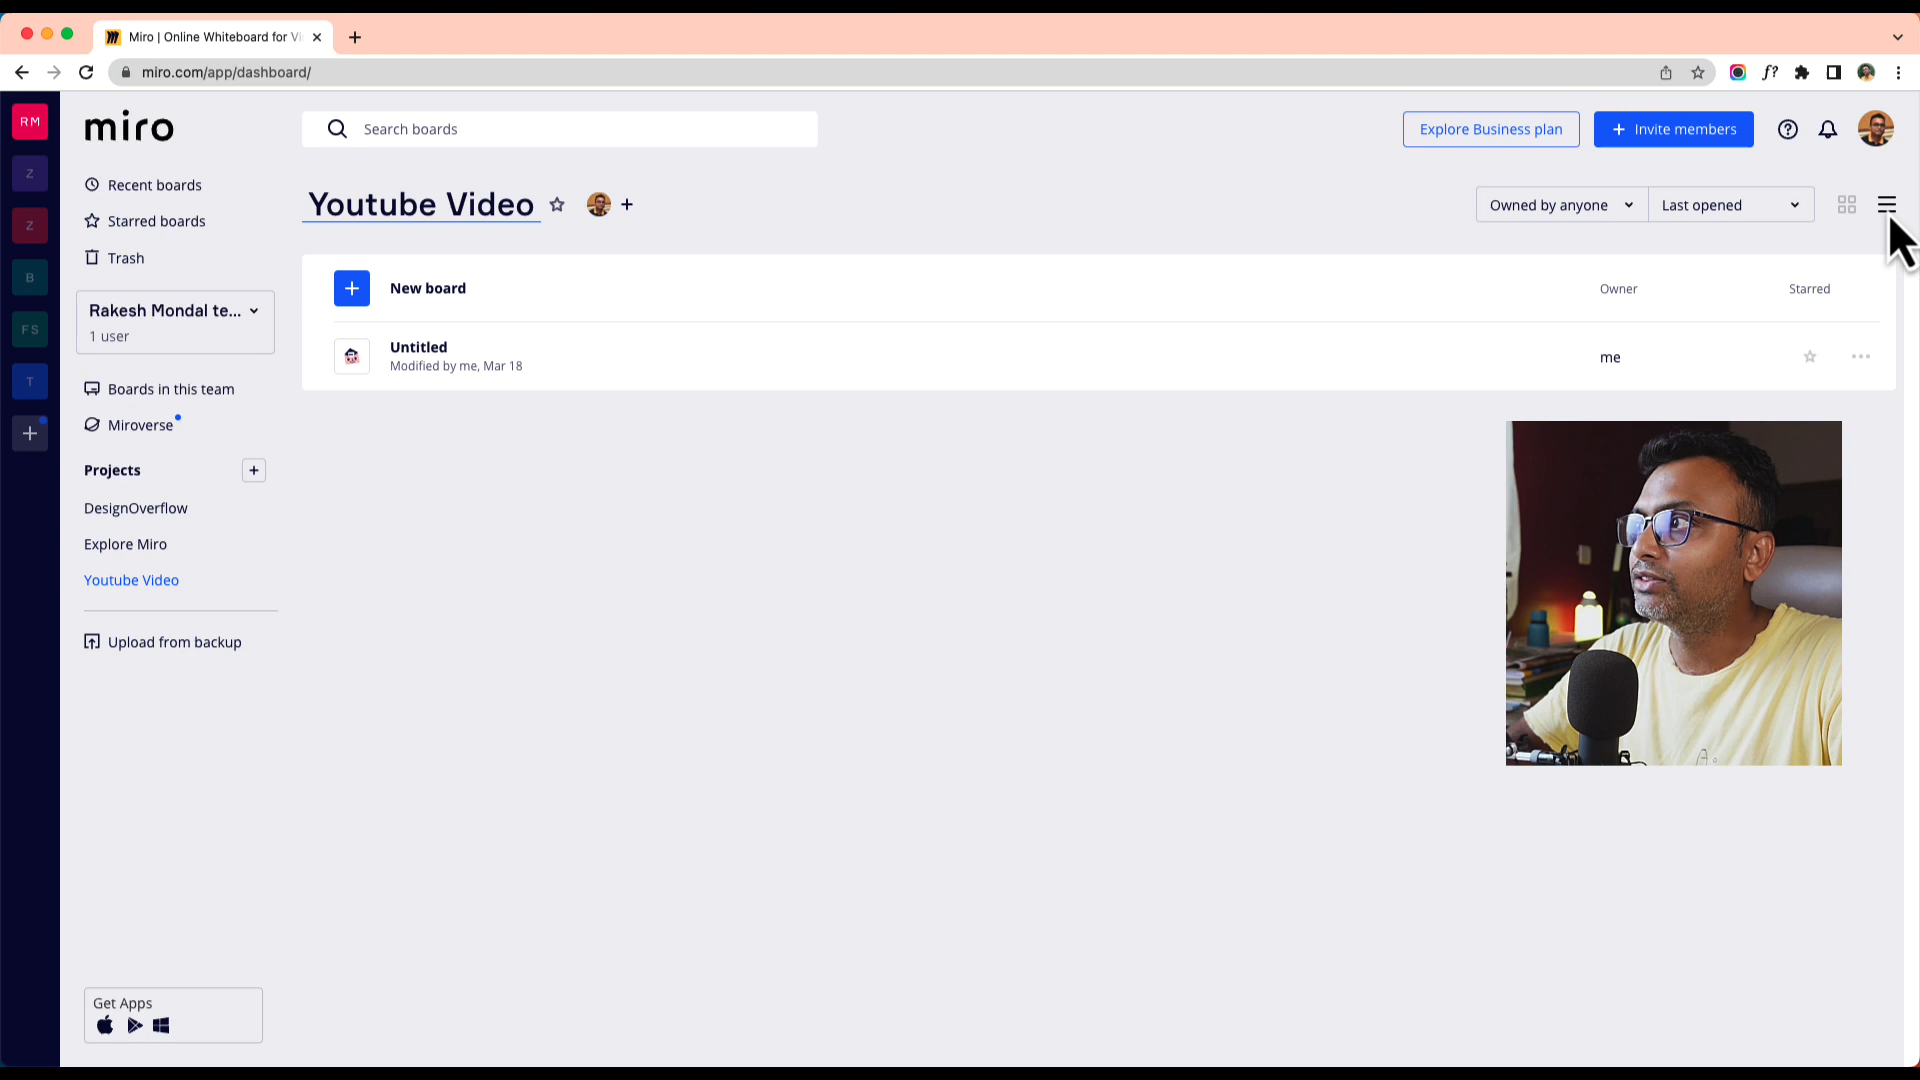 Miro | Online Whiteboard for Vi
miro.com/app/dashboard/
f?
RM
Z
Z
B
FS
T
miro
Search boards
Explore Business plan
Invite members
Recent boards
Starred boards
Trash
Rakesh Mondal te...
1 user
Boards in this team
Miroverse
Projects
DesignOverflow
Explore Miro
Youtube Video
Upload from backup
Get Apps
Youtube Video
Owned by anyone
Last opened
New board
Owner
Starred
Untitled
Modified by me, Mar 18
me